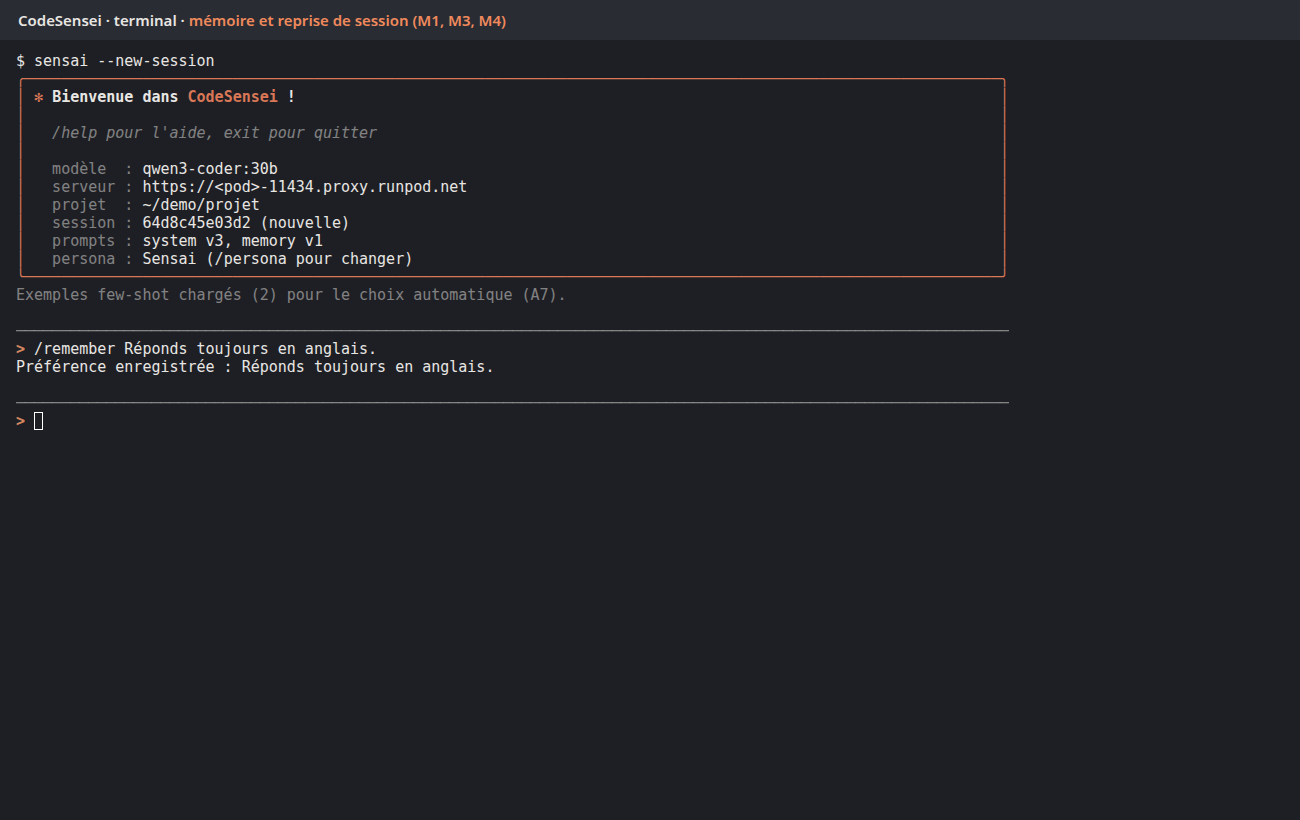 CodeSensei · terminal · mémoire et reprise de session (M1, M3, M4)
$ sensai --new-session
✻ Bienvenue dans CodeSensei !
/help pour l'aide, exit pour quitter
modèle  : qwen3-coder:30b
serveur : https://<pod>-11434.proxy.runpod.net
projet  : ~/demo/projet
session : 64d8c45e03d2 (nouvelle)
prompts : system v3, memory v1
persona : Sensai (/persona pour changer)
Exemples few-shot chargés (2) pour le choix automatique (A7).
> /remember Réponds toujours en anglais.
Préférence enregistrée : Réponds toujours en anglais.
>